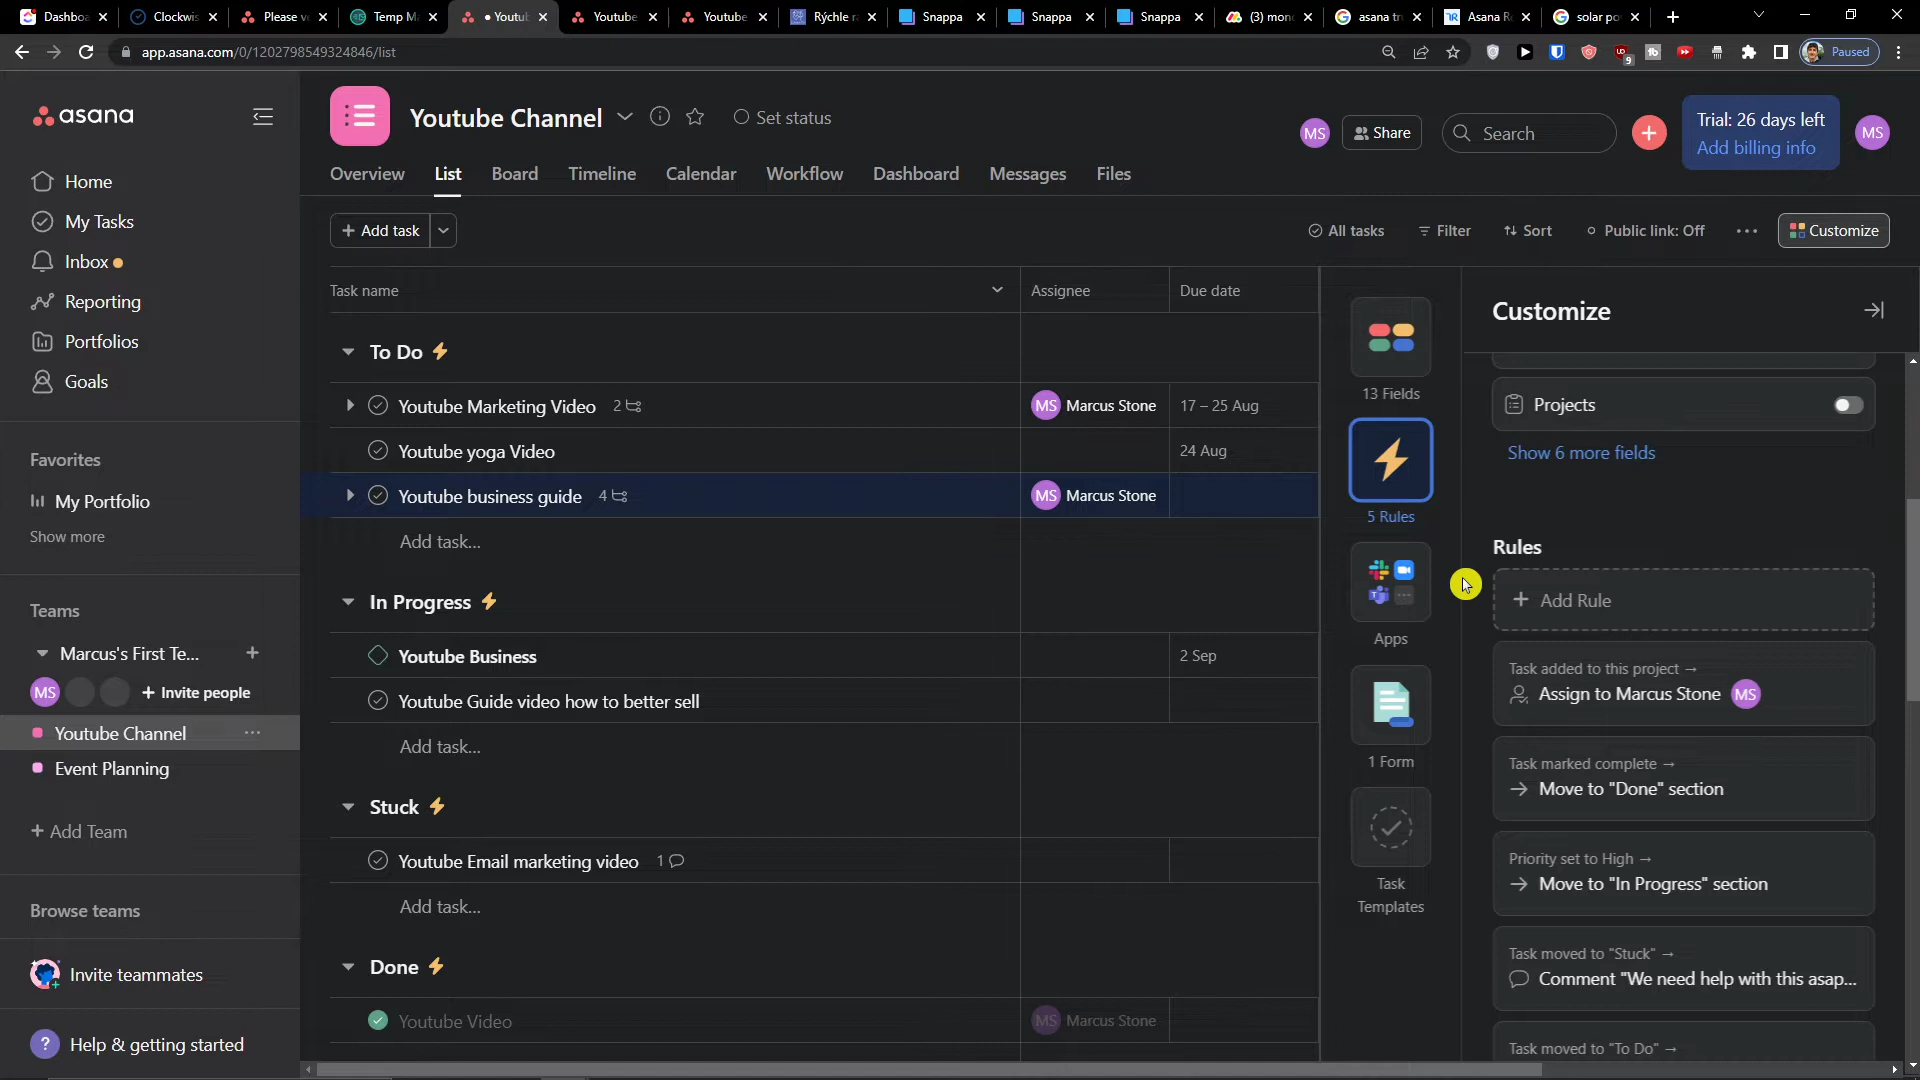 Dashbo
Clockwis
Please v
Temp M
• Youtu
Youtube
Youtube
Rýchle r
Snappa
Snappa
Snappa
(3) mon
asana tr
Asana R
solar po
app.asana.com/0/1202798549324846/list
9
Paused
asana
Youtube Channel
Set status
MS
Share
Search
Trial: 26 days left
Add billing info
MS
Home
My Tasks
Inbox
Reporting
Portfolios
Goals
Favorites
My Portfolio
Show more
Teams
Marcus's First Te...
MS
+ Invite people
Youtube Channel
Event Planning
+ Add Team
Browse teams
Invite teammates
? Help & getting started
Overview
List
Board
Timeline
Calendar
Workflow
Dashboard
Messages
Files
+ Add task
All tasks
Filter
Sort
Public link: Off
Customize
Task name
Assignee
Due date
To Do
Youtube Marketing Video 2
MS Marcus Stone
17 – 25 Aug
Youtube yoga Video
24 Aug
Youtube business guide 4
MS Marcus Stone
Add task...
In Progress
Youtube Business
2 Sep
Youtube Guide video how to better sell
Add task...
Stuck
Youtube Email marketing video 1
Add task...
Done
Youtube Video
MS Marcus Stone
13 Fields
5 Rules
Apps
1 Form
Task
Templates
Customize
Projects
Show 6 more fields
Rules
+ Add Rule
Task added to this project →
Assign to Marcus Stone MS
Task marked complete →
→ Move to "Done" section
Priority set to High →
→ Move to "In Progress" section
Task moved to "Stuck" →
Comment "We need help with this asap...
Task moved to "To Do" →